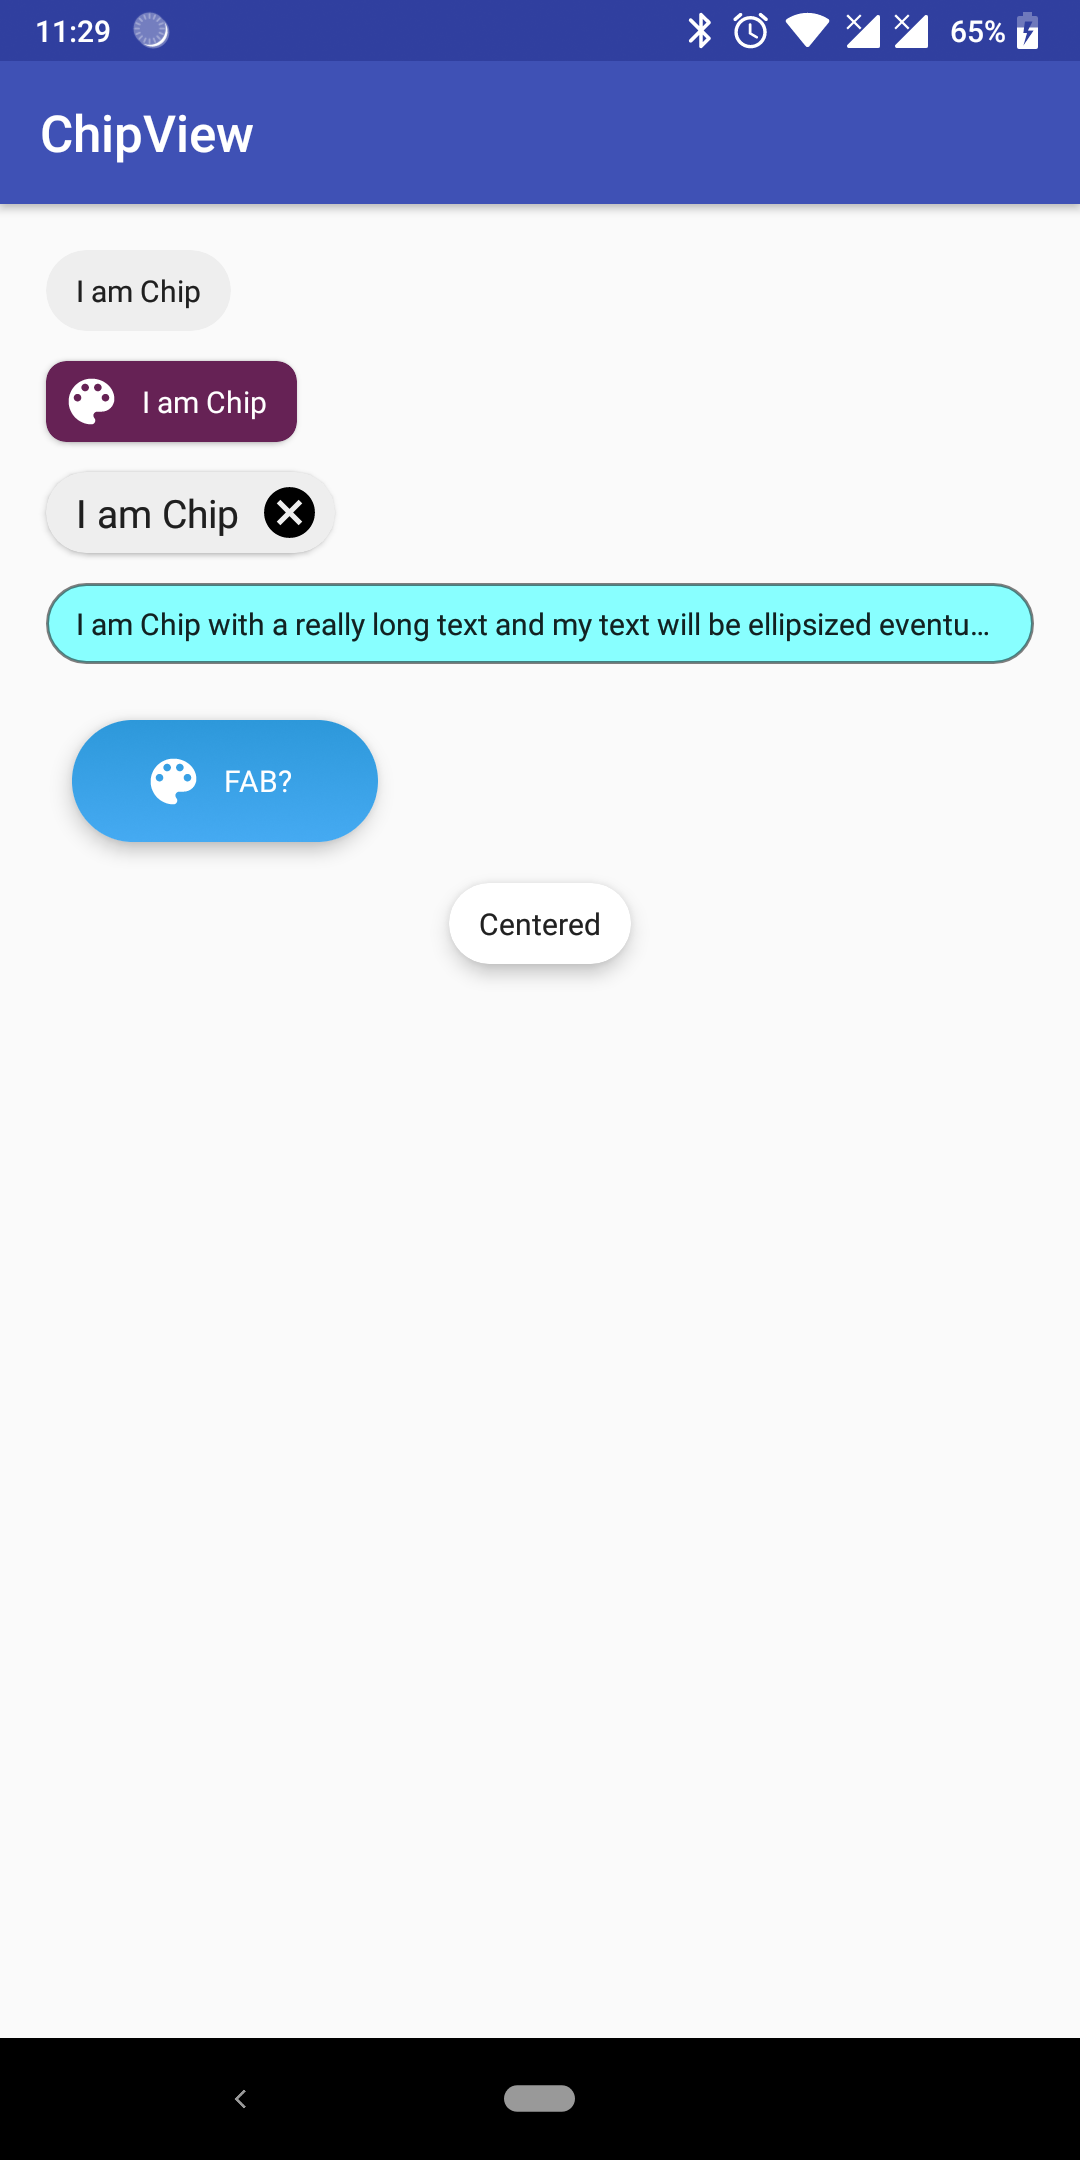 11:29 65%
ChipView
I am Chip
I am Chip
I am Chip
I am Chip with a really long text and my text will be ellipsized eventu...
FAB?
Centered